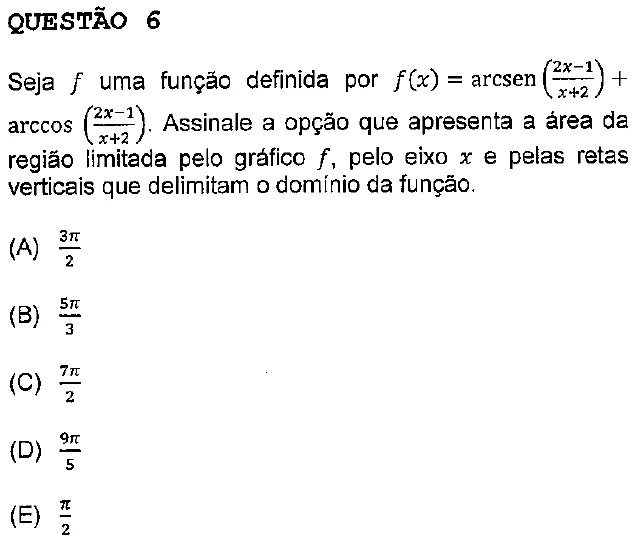 QUESTÃO 6
Seja f uma função definida por f(x) = arcsen (2x−1/x+2) +
arccos (2x−1/x+2). Assinale a opção que apresenta a área da
região limitada pelo gráfico f, pelo eixo x e pelas retas
verticais que delimitam o domínio da função.
(A) 3π/2
(B) 5π/3
(C) 7π/2
(D) 9π/5
(E) π/2